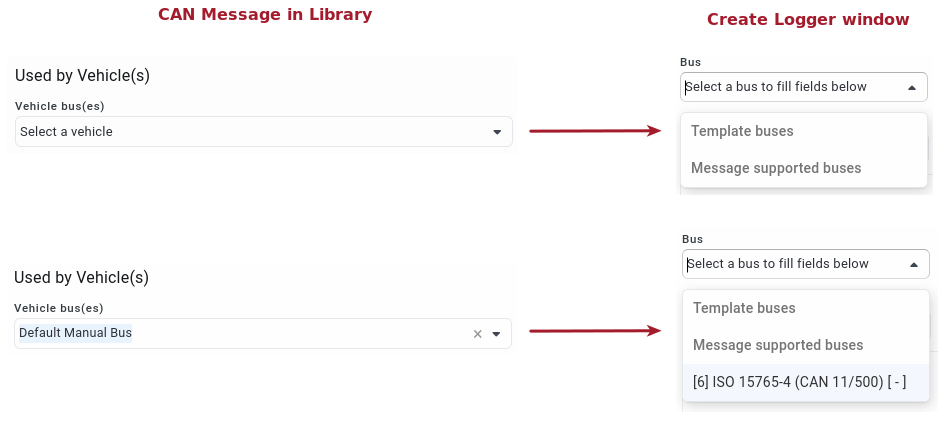 CAN Message in Library
Create Logger window
Used by Vehicle(s)
Vehicle bus(es)
Select a vehicle
Bus
Select a bus to fill fields below
Template buses
Message supported buses
Used by Vehicle(s)
Vehicle bus(es)
Default Manual Bus
Bus
Select a bus to fill fields below
Template buses
Message supported buses
[6] ISO 15765-4 (CAN 11/500) [ - ]